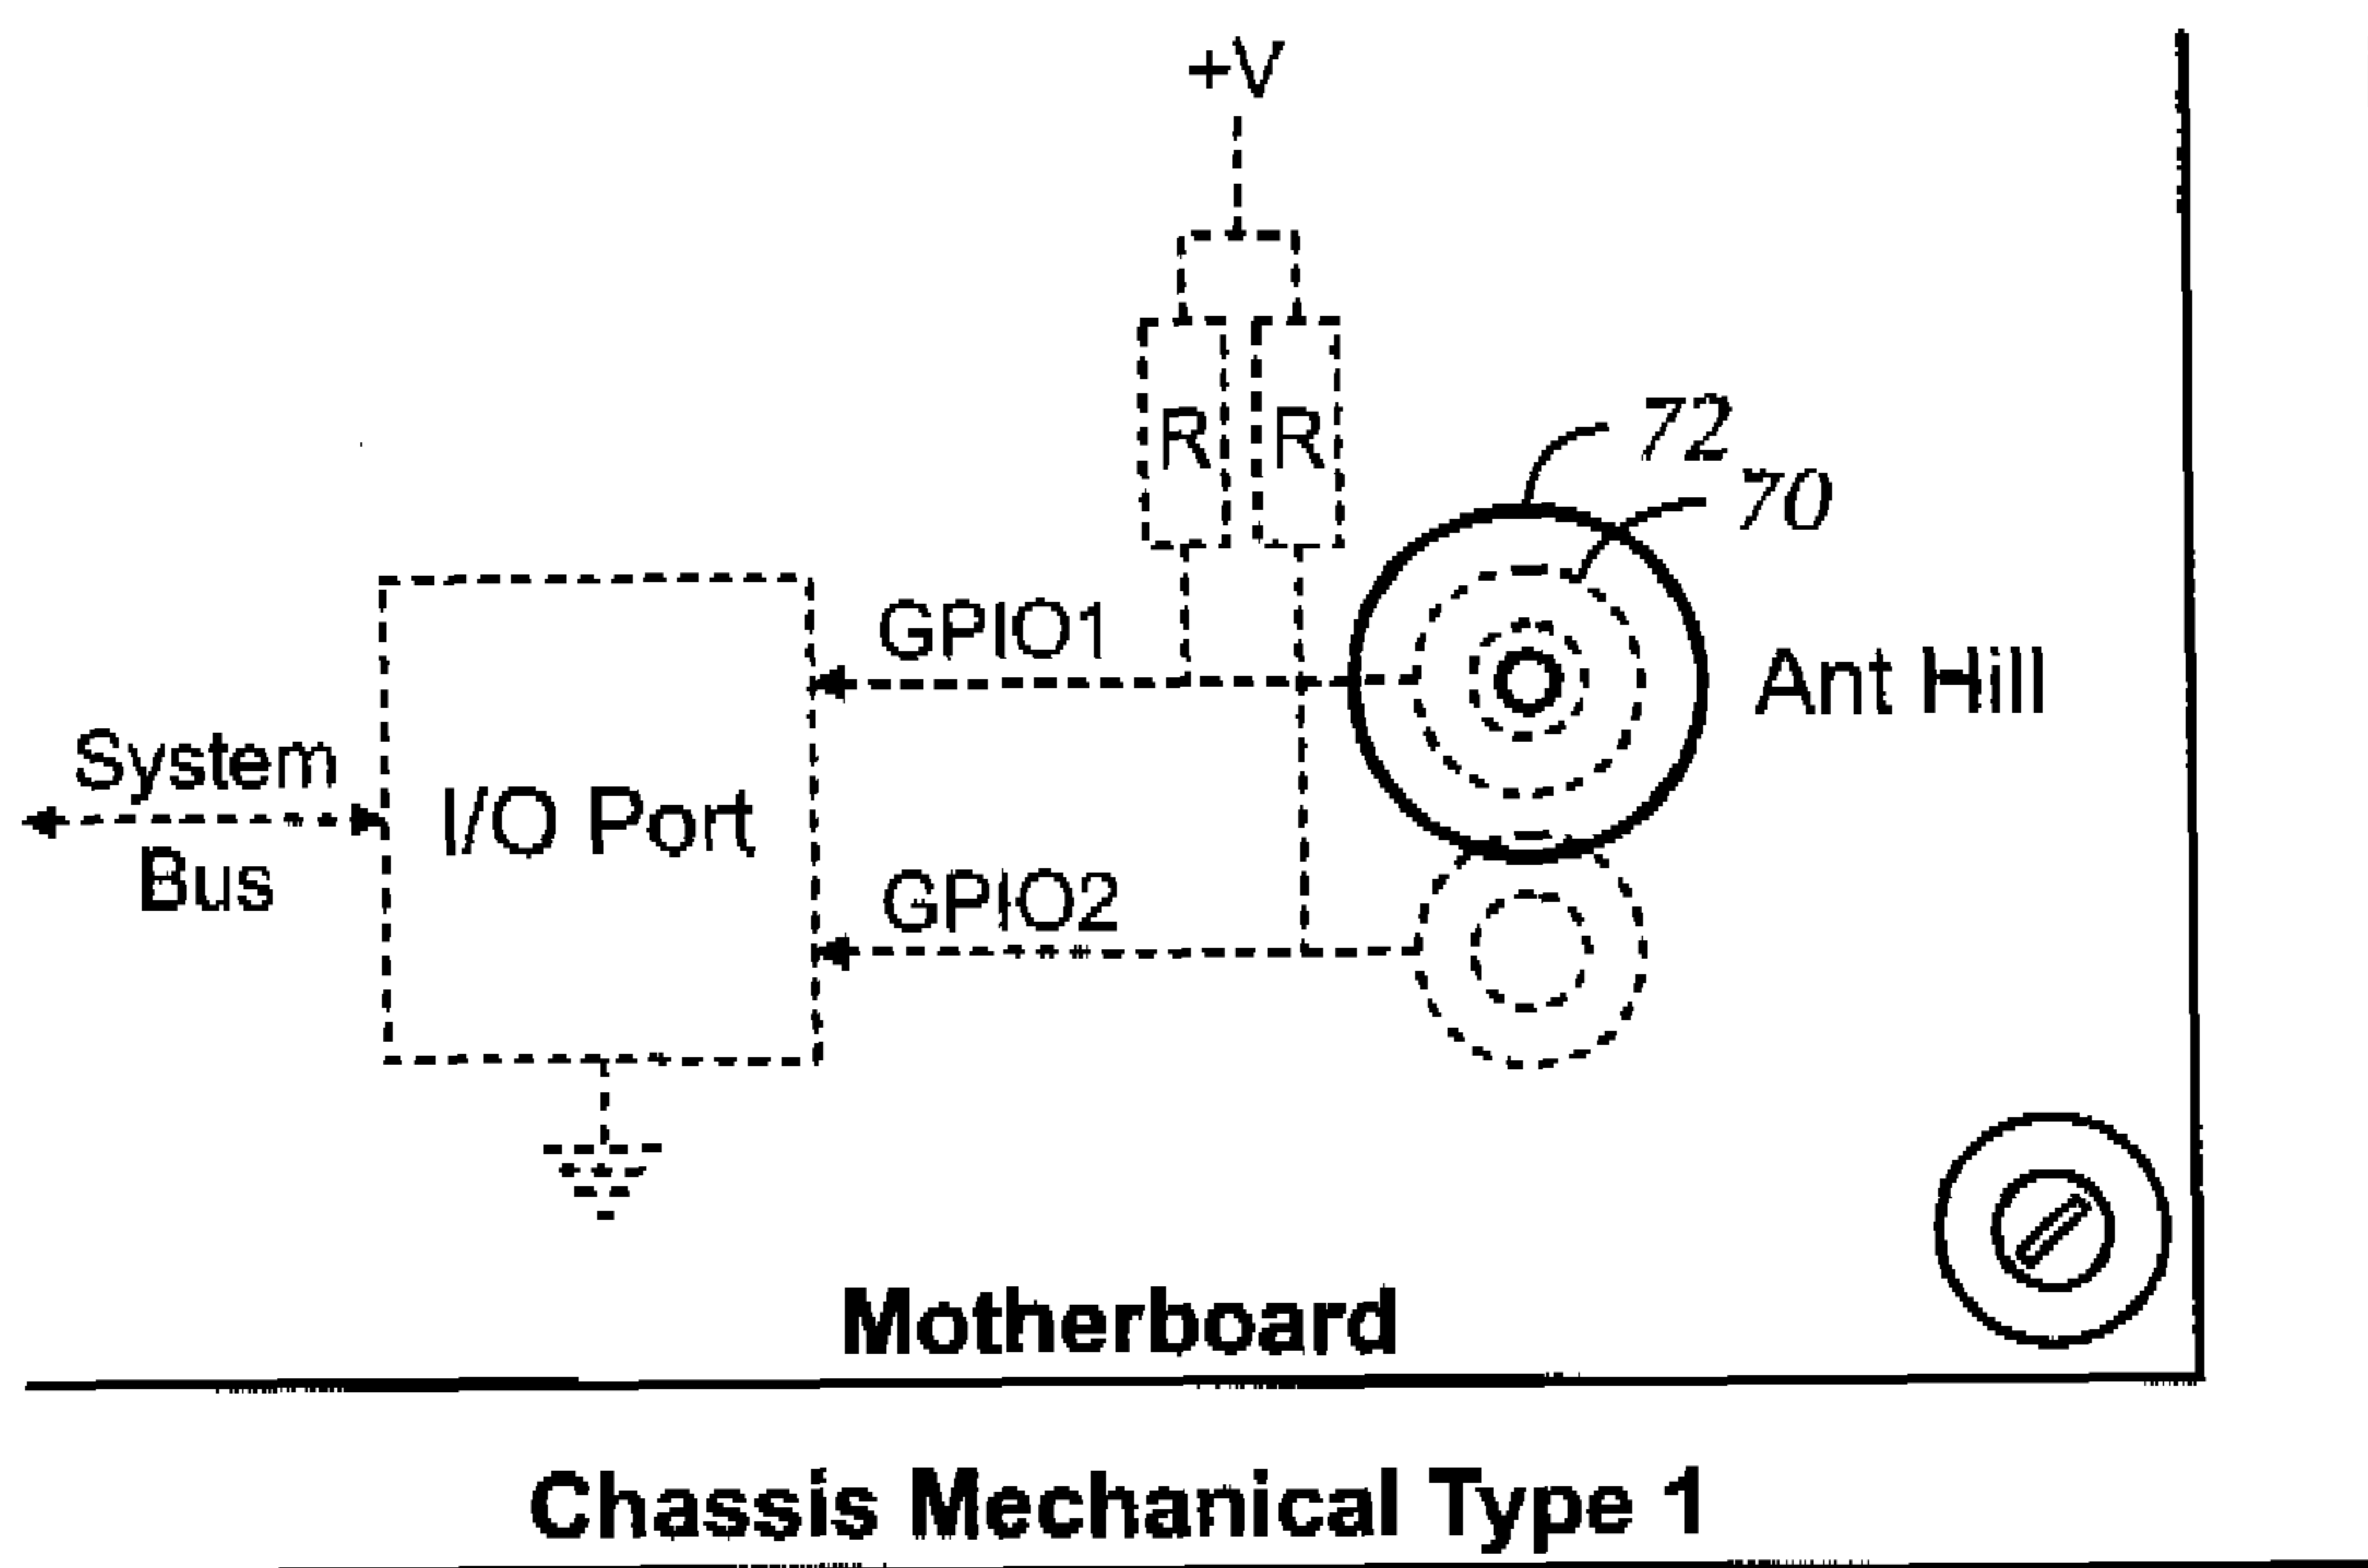 +V
R R
72
70
GPIO1
Ant Hill
System
Bus
I/O Port
GPIO2
Motherboard
Chassis Mechanical Type 1